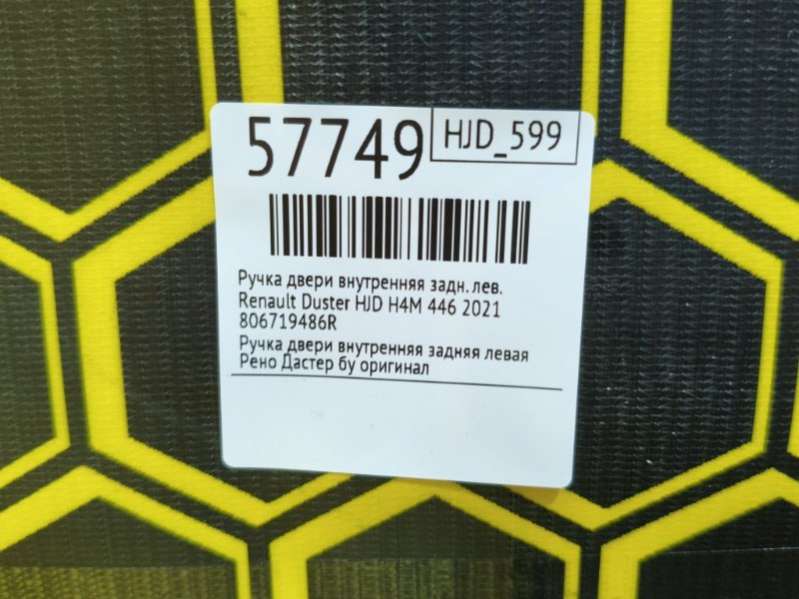 57749
HJD_599
Ручка двери внутренняя задн. лев.
Renault Duster HJD H4M 446 2021
806719486R
Ручка двери внутренняя задняя левая
Рено Дастер бу оригинал